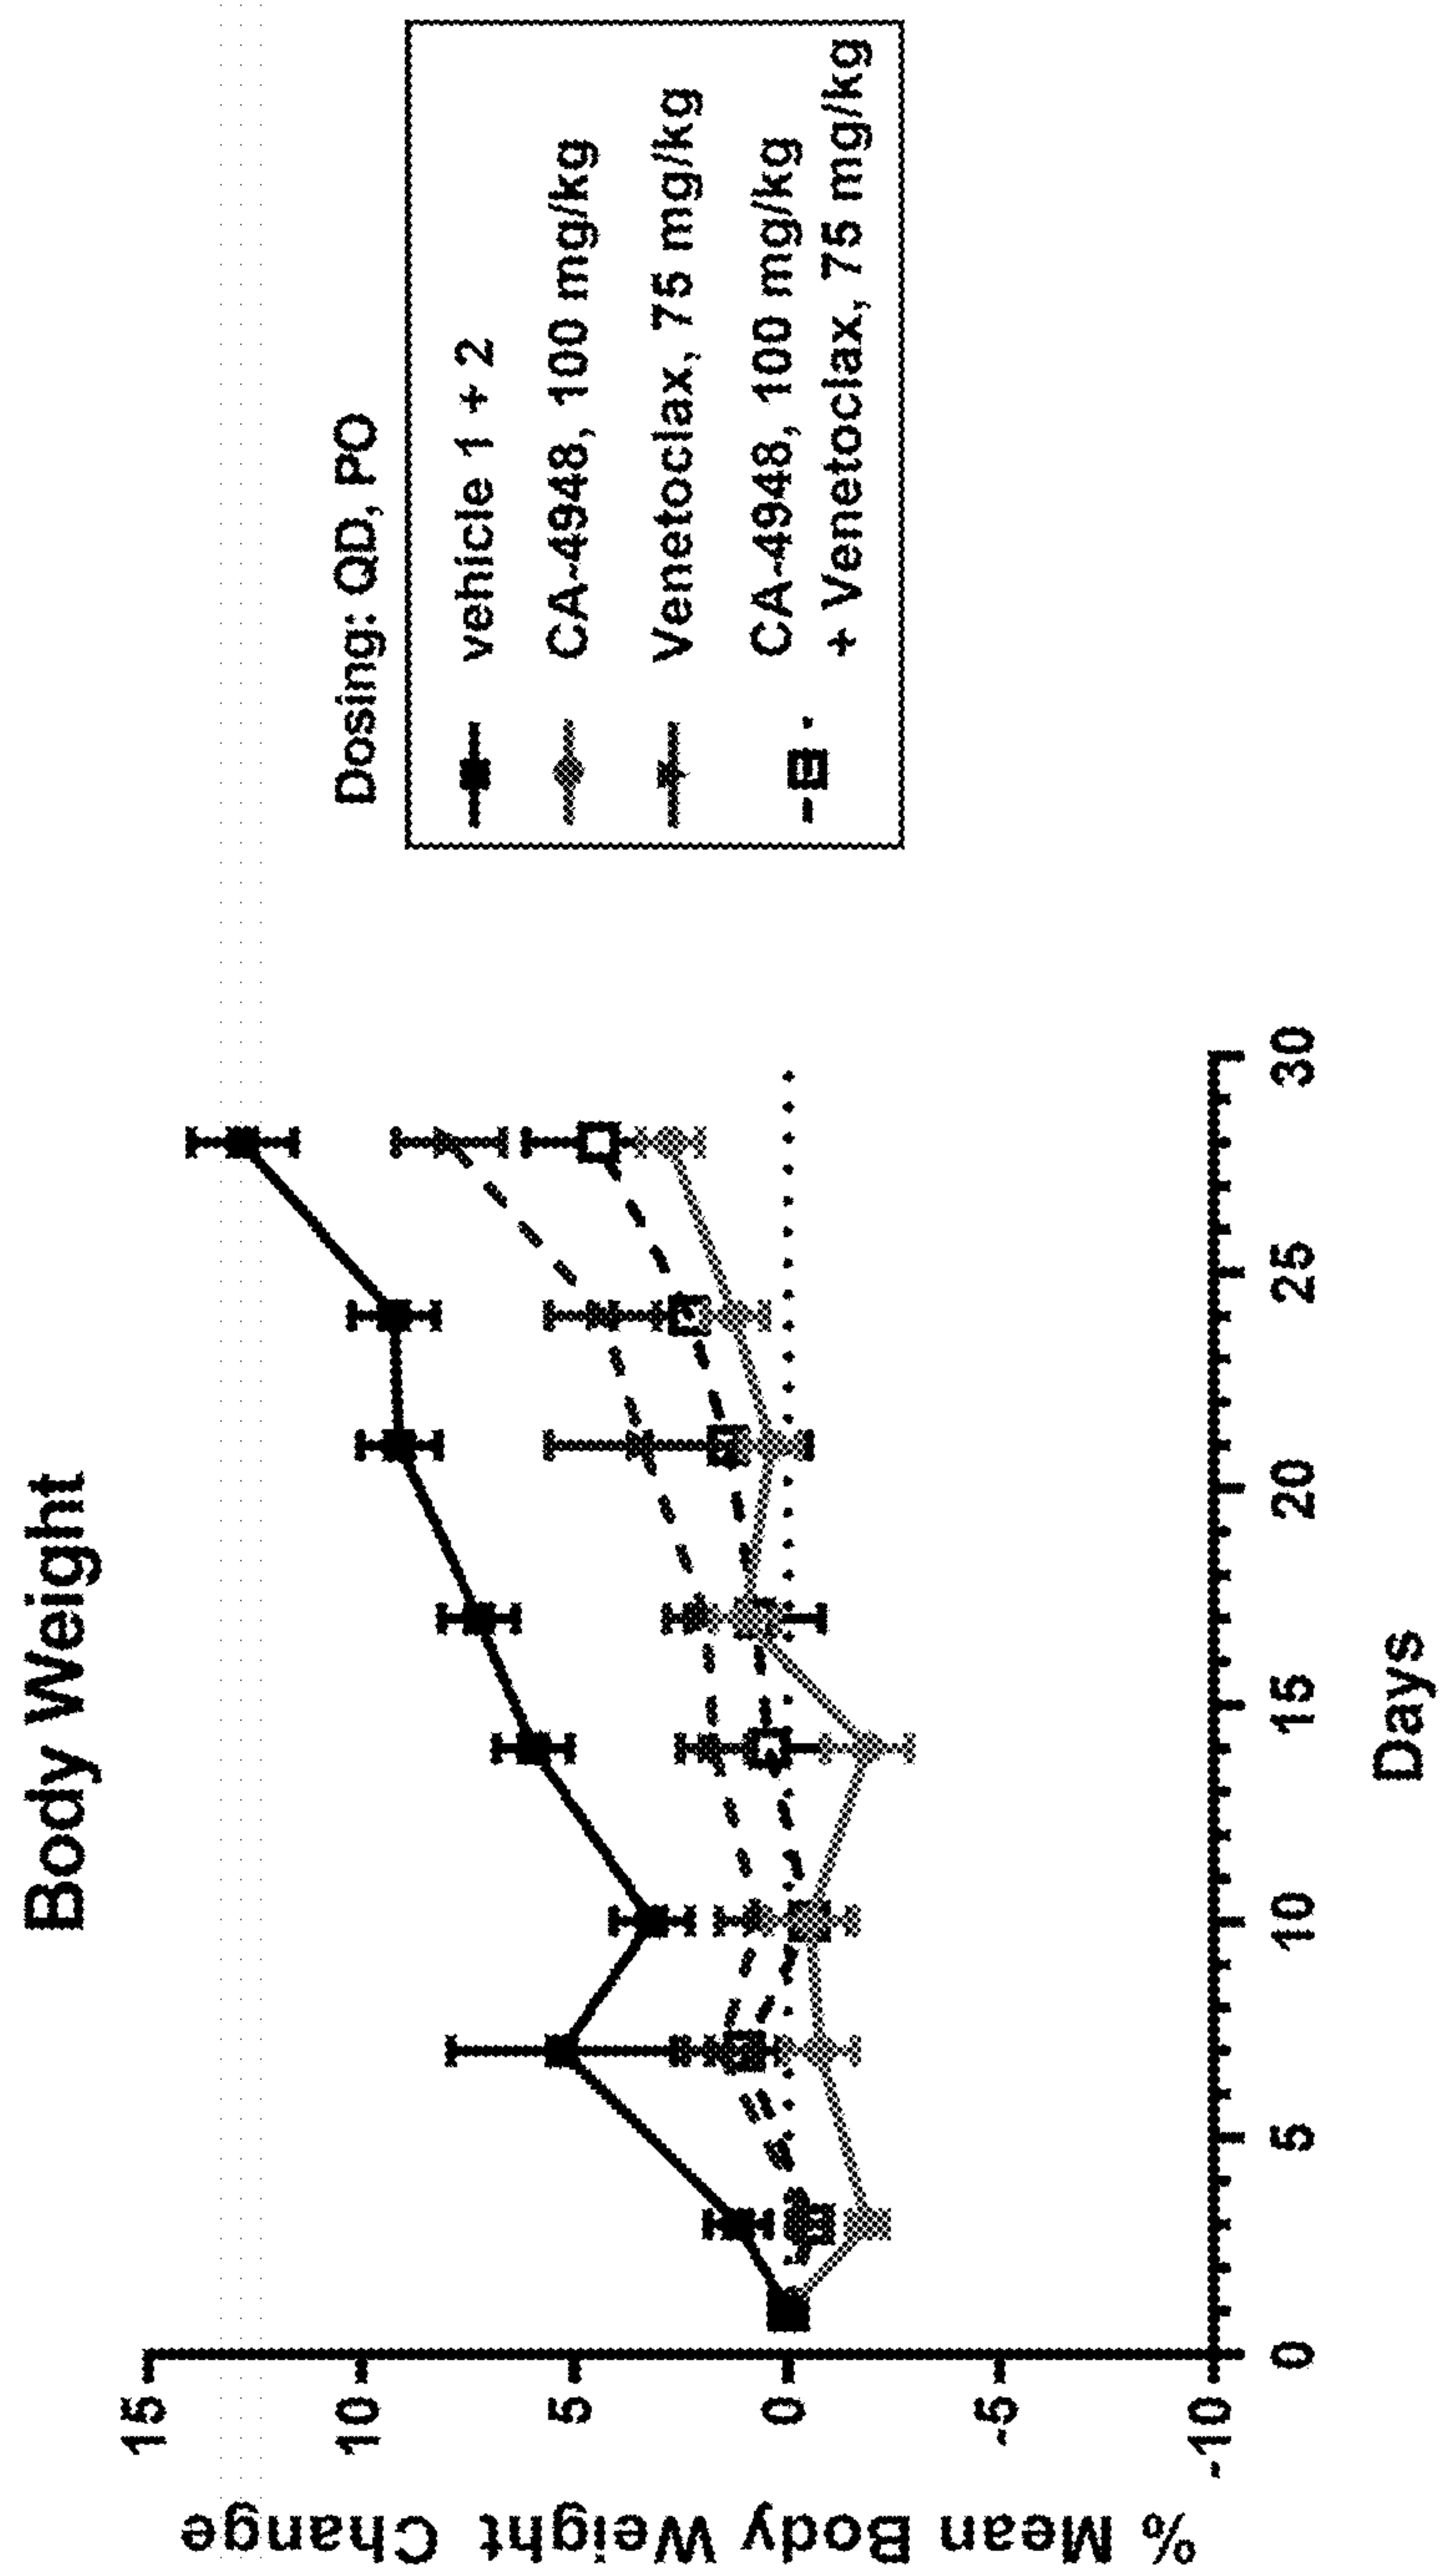 Body Weight
% Mean Body Weight Change
15
10
5
0
-5
-10
0
5
10
15
20
25
30
Days
Dosing: QD, PO
vehicle 1 + 2
CA-4948, 100 mg/kg
Venetoclax, 75 mg/kg
CA-4948, 100 mg/kg
+ Venetoclax, 75 mg/kg